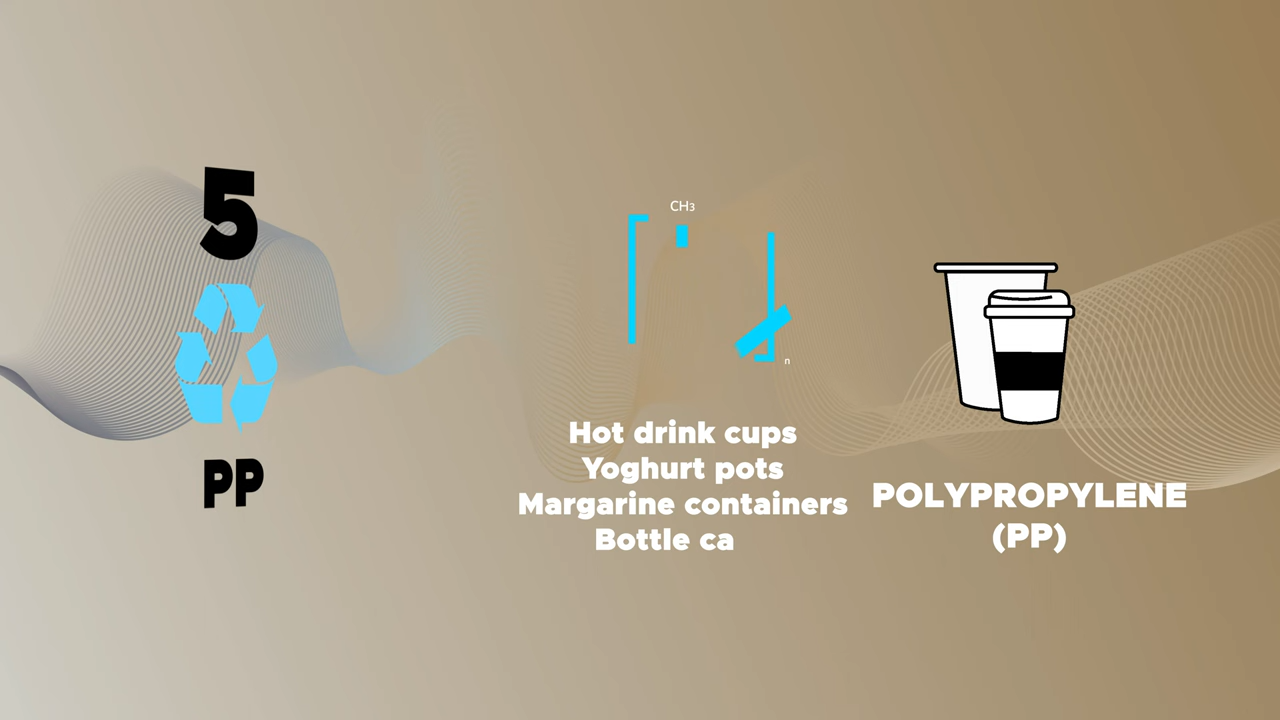 5
PP
CH3
n
Hot drink cups
Yoghurt pots
Margarine containers
Bottle ca
POLYPROPYLENE
(PP)